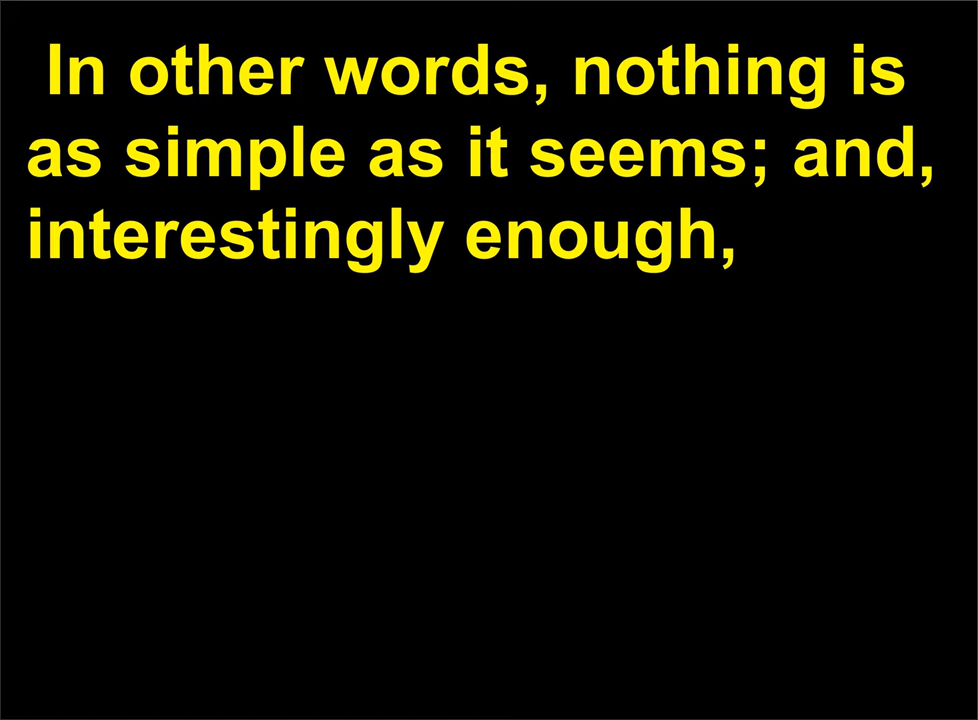 In other words, nothing is
as simple as it seems; and,
interestingly enough,